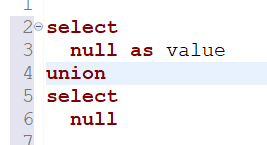 1
2 select
3   null as value
4 union
5 select
6   null
7